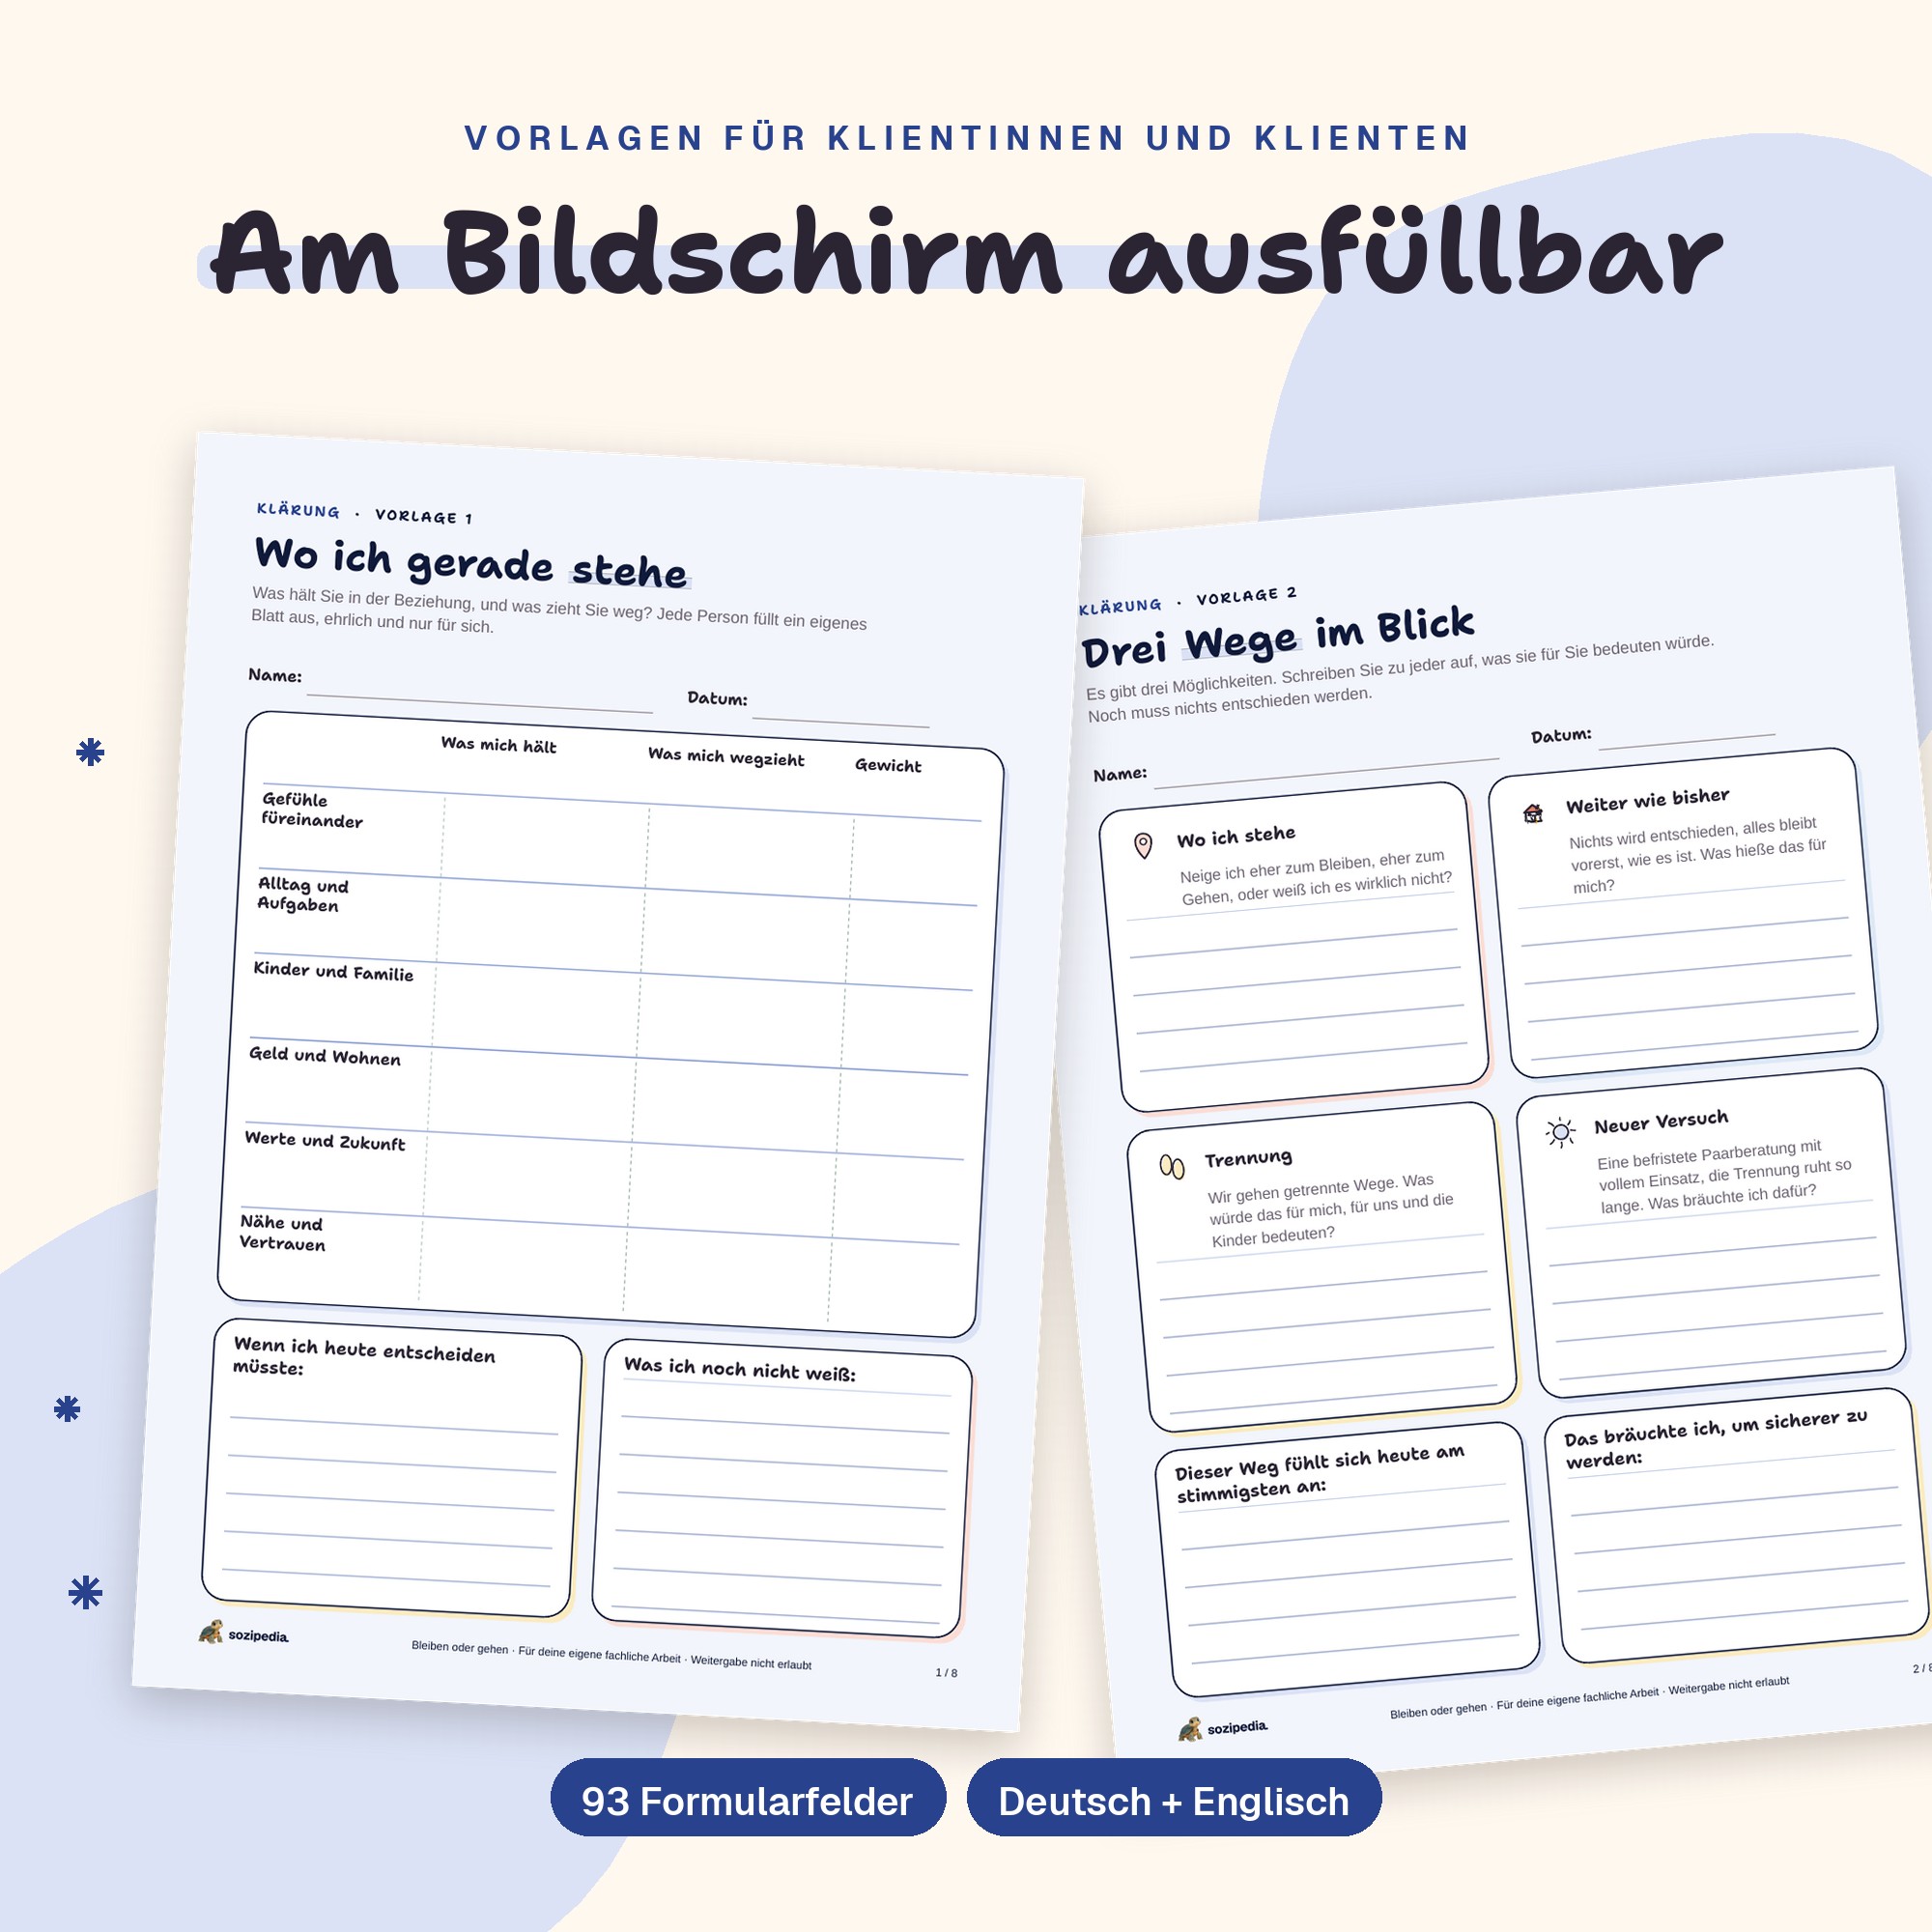 VORLAGEN FÜR KLIENTINNEN UND KLIENTEN
Am Bildschirm ausfüllbar
KLÄRUNG · VORLAGE 1
Wo ich gerade stehe
Was hält Sie in der Beziehung, und was zieht Sie weg? Jede Person füllt ein eigenes
Blatt aus, ehrlich und nur für sich.
Name:
Datum:
Was mich hält
Was mich wegzieht
Gewicht
Gefühle
füreinander
Alltag und
Aufgaben
Kinder und Familie
Geld und Wohnen
Werte und Zukunft
Nähe und
Vertrauen
Wenn ich heute entscheiden
müsste:
Was ich noch nicht weiß:
sozipedia.
Bleiben oder gehen · Für deine eigene fachliche Arbeit · Weitergabe nicht erlaubt
1 / 8
KLÄRUNG · VORLAGE 2
Drei Wege im Blick
Es gibt drei Möglichkeiten. Schreiben Sie zu jeder auf, was sie für Sie bedeuten würde.
Noch muss nichts entschieden werden.
Name:
Datum:
Wo ich stehe
Neige ich eher zum Bleiben, eher zum
Gehen, oder weiß ich es wirklich nicht?
Weiter wie bisher
Nichts wird entschieden, alles bleibt
vorerst, wie es ist. Was hieße das für
mich?
Trennung
Wir gehen getrennte Wege. Was
würde das für mich, für uns und die
Kinder bedeuten?
Neuer Versuch
Eine befristete Paarberatung mit
vollem Einsatz, die Trennung ruht so
lange. Was bräuchte ich dafür?
Dieser Weg fühlt sich heute am
stimmigsten an:
Das bräuchte ich, um sicherer zu
werden:
sozipedia.
Bleiben oder gehen · Für deine eigene fachliche Arbeit · Weitergabe nicht erlaubt
2 / 8
93 Formularfelder
Deutsch + Englisch